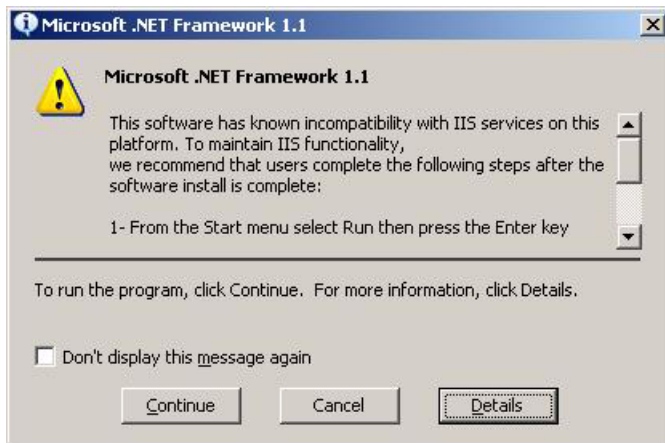 Microsoft .NET Framework 1.1
Microsoft .NET Framework 1.1
This software has known incompatibility with IIS services on this
platform. To maintain IIS functionality,
we recommend that users complete the following steps after the
software install is complete:
1- From the Start menu select Run then press the Enter key
To run the program, click Continue. For more information, click Details.
Don't display this message again
Continue
Cancel
Details